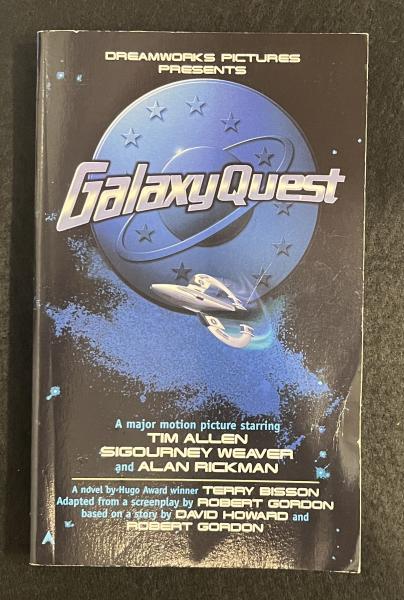 DREAMWORKS PICTURES
PRESENTS
GalaxyQuest
A major motion picture starring
TIM ALLEN
SIGOURNEY WEAVER
and ALAN RICKMAN
A novel by Hugo Award winner TERRY BISSON
Adapted from a screenplay by ROBERT GORDON
based on a story by DAVID HOWARD and
ROBERT GORDON